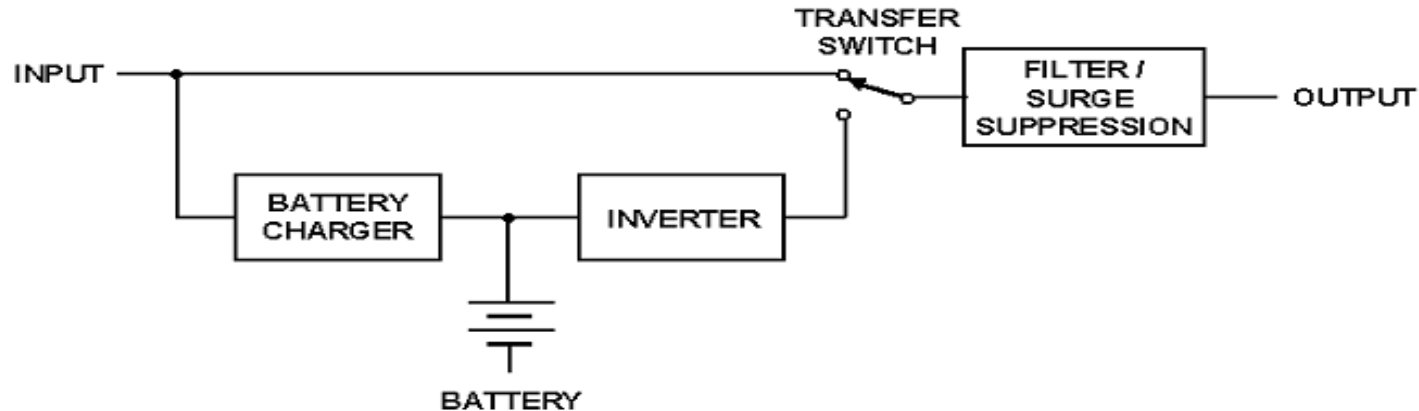 TRANSFER
SWITCH
INPUT
FILTER /
SURGE
SUPPRESSION
OUTPUT
BATTERY
CHARGER
INVERTER
BATTERY